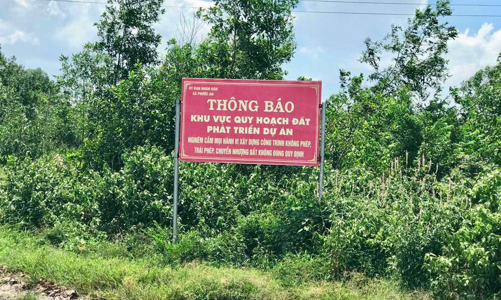 ỦY BAN NHÂN DÂN
XÃ PHƯỚC AN
THÔNG BÁO
KHU VỰC QUY HOẠCH ĐẤT
PHÁT TRIỂN DỰ ÁN
NGHIÊM CẤM MỌI HÀNH VI XÂY DỰNG CÔNG TRÌNH KHÔNG PHÉP,
TRÁI PHÉP, CHUYỂN NHƯỢNG ĐẤT KHÔNG ĐÚNG QUY ĐỊNH